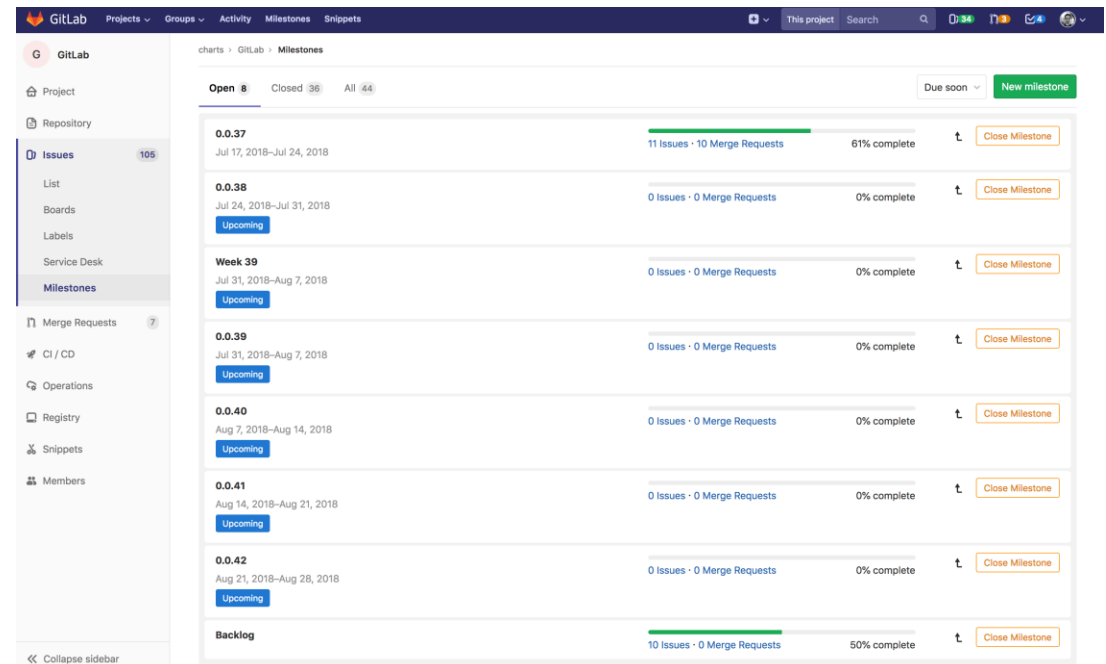 GitLab Projects Groups Activity Milestones Snippets This project Search 34 3 4
G GitLab
Project
Repository
Issues 105
List
Boards
Labels
Service Desk
Milestones
Merge Requests 7
CI / CD
Operations
Registry
Snippets
Members
Collapse sidebar
charts › GitLab › Milestones
Open 8 Closed 36 All 44 Due soon New milestone
0.0.37
Jul 17, 2018–Jul 24, 2018
11 Issues · 10 Merge Requests 61% complete Close Milestone
0.0.38
Jul 24, 2018–Jul 31, 2018
Upcoming
0 Issues · 0 Merge Requests 0% complete Close Milestone
Week 39
Jul 31, 2018–Aug 7, 2018
Upcoming
0 Issues · 0 Merge Requests 0% complete Close Milestone
0.0.39
Jul 31, 2018–Aug 7, 2018
Upcoming
0 Issues · 0 Merge Requests 0% complete Close Milestone
0.0.40
Aug 7, 2018–Aug 14, 2018
Upcoming
0 Issues · 0 Merge Requests 0% complete Close Milestone
0.0.41
Aug 14, 2018–Aug 21, 2018
Upcoming
0 Issues · 0 Merge Requests 0% complete Close Milestone
0.0.42
Aug 21, 2018–Aug 28, 2018
Upcoming
0 Issues · 0 Merge Requests 0% complete Close Milestone
Backlog
10 Issues · 0 Merge Requests 50% complete Close Milestone